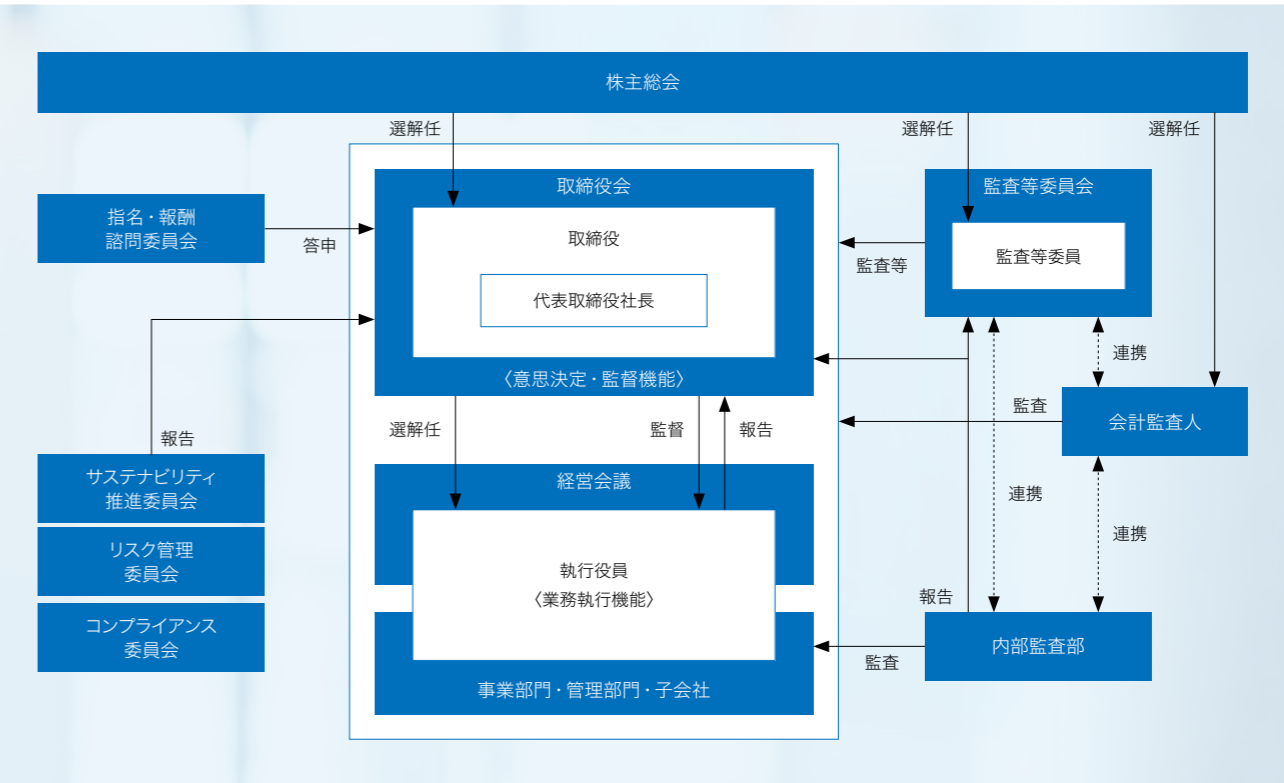 株主総会
選解任
選解任
選解任
取締役会
監査等委員会
指名・報酬
諮問委員会
答申
取締役
代表取締役社長
〈意思決定・監督機能〉
監査等
監査等委員
連携
監査
会計監査人
選解任
監督
報告
報告
サステナビリティ
推進委員会
リスク管理
委員会
コンプライアンス
委員会
経営会議
執行役員
〈業務執行機能〉
事業部門・管理部門・子会社
連携
連携
報告
監査
内部監査部